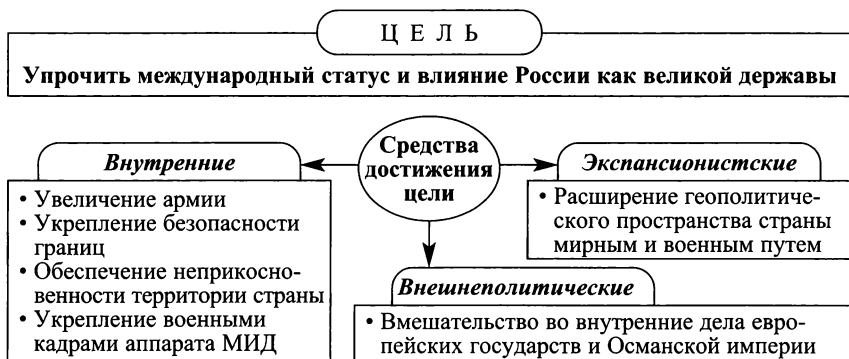 Ц Е Л Ь
Упрочить международный статус и влияние России как великой державы
Средства
достижения
цели
Внутренние
• Увеличение армии
• Укрепление безопасности
границ
• Обеспечение неприкосно-
венности территории страны
• Укрепление военными
кадрами аппарата МИД
Экспансионистские
• Расширение геополитиче-
ского пространства страны
мирным и военным путем
Внешнеполитические
• Вмешательство во внутренние дела евро-
пейских государств и Османской империи